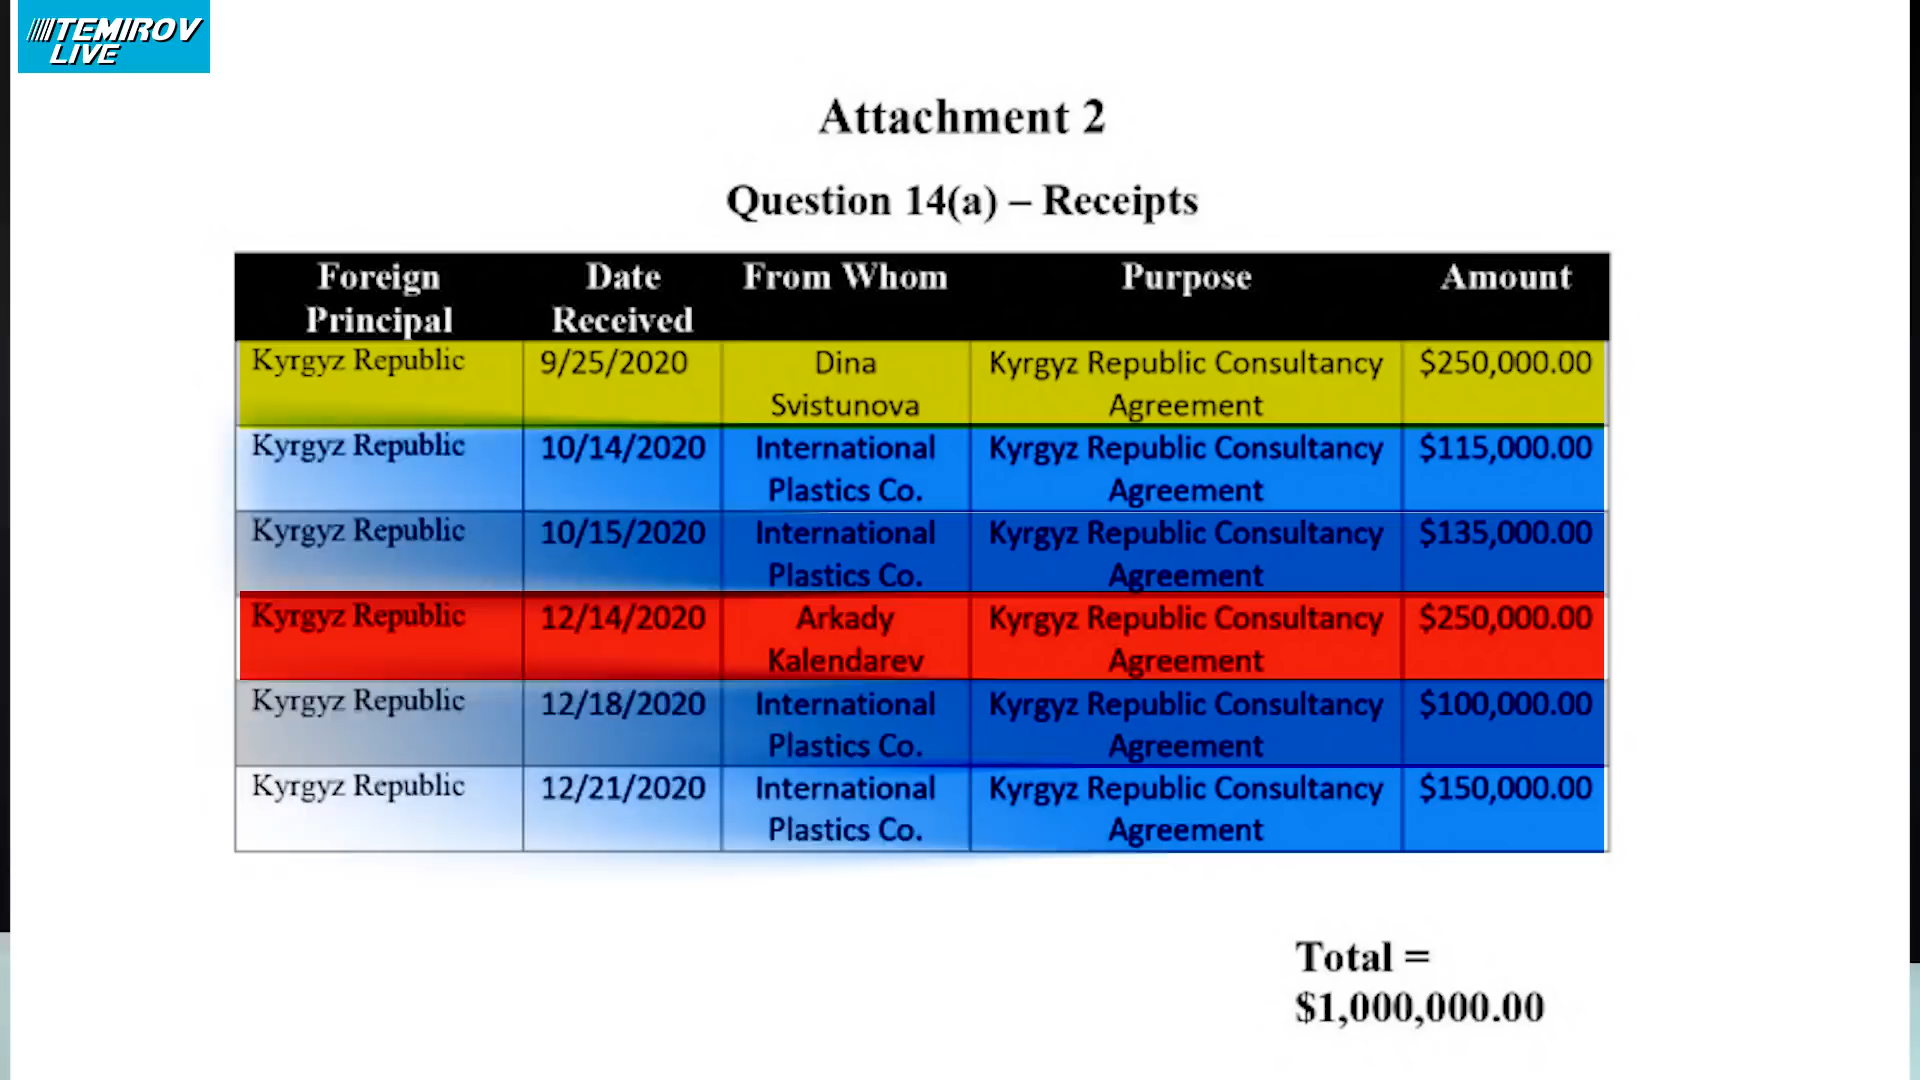 TEMIROV
LIVE
Attachment 2
Question 14(a) – Receipts
Foreign Principal Date Received From Whom Purpose Amount
Kyrgyz Republic 9/25/2020 Dina Svistunova Kyrgyz Republic Consultancy Agreement $250,000.00
Kyrgyz Republic 10/14/2020 International Plastics Co. Kyrgyz Republic Consultancy Agreement $115,000.00
Kyrgyz Republic 10/15/2020 International Plastics Co. Kyrgyz Republic Consultancy Agreement $135,000.00
Kyrgyz Republic 12/14/2020 Arkady Kalendarev Kyrgyz Republic Consultancy Agreement $250,000.00
Kyrgyz Republic 12/18/2020 International Plastics Co. Kyrgyz Republic Consultancy Agreement $100,000.00
Kyrgyz Republic 12/21/2020 International Plastics Co. Kyrgyz Republic Consultancy Agreement $150,000.00
Total =
$1,000,000.00